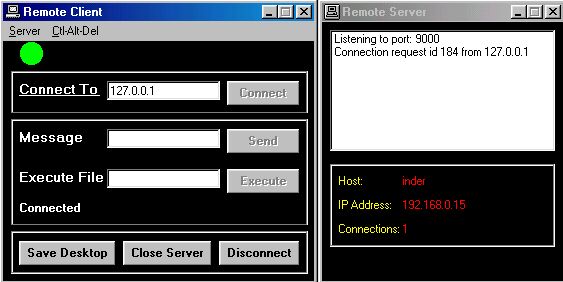 Remote Client
Server Ctl-Alt-Del
Connect To 127.0.0.1 Connect
Message Send
Execute File Execute
Connected
Save Desktop Close Server Disconnect
Remote Server
Listening to port: 9000
Connection request id 184 from 127.0.0.1
Host: inder
IP Address: 192.168.0.15
Connections: 1